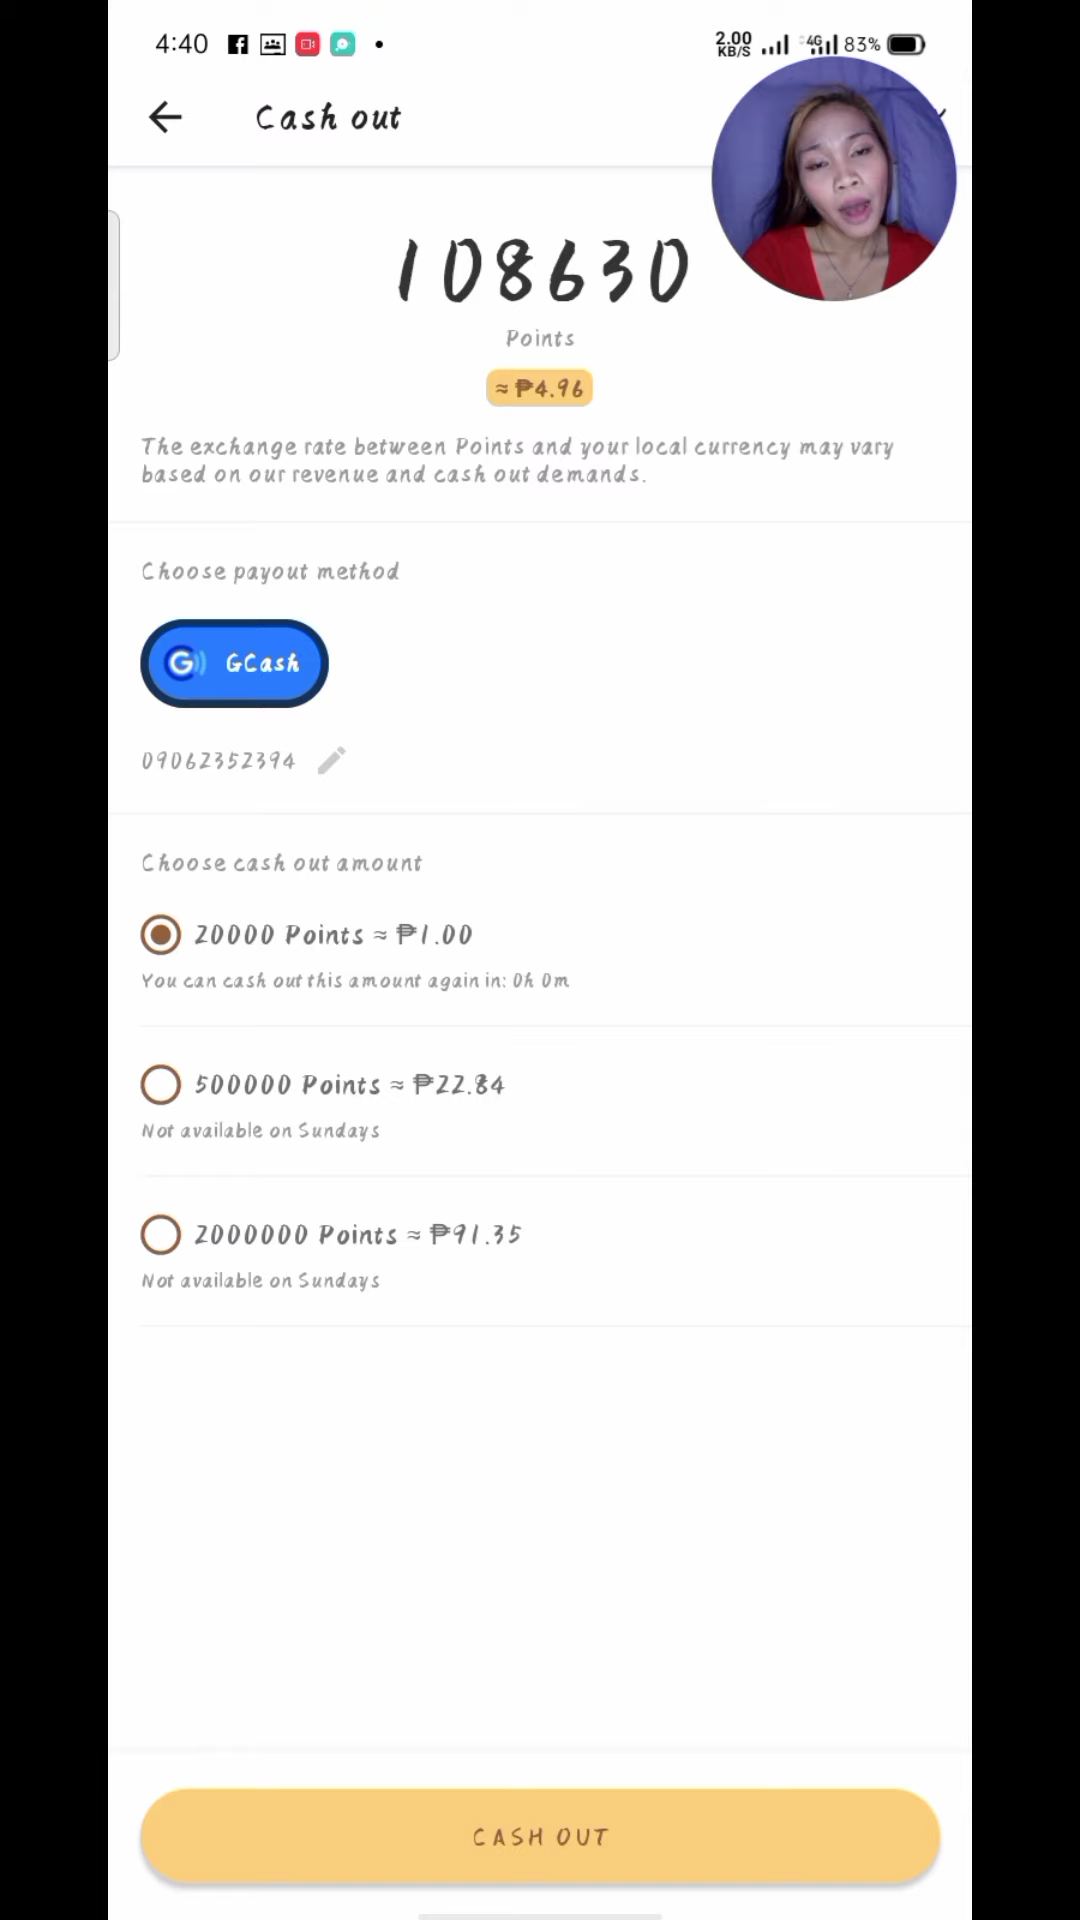 4:40
2.00 KB/S 4G 83%
Cash out
108630
Points
≈ ₱4.96
The exchange rate between Points and your local currency may vary
based on our revenue and cash out demands.
Choose payout method
G GCash
09062352394
Choose cash out amount
20000 Points ≈ ₱1.00
You can cash out this amount again in: 0h 0m
500000 Points ≈ ₱22.84
Not available on Sundays
2000000 Points ≈ ₱91.35
Not available on Sundays
CASH OUT